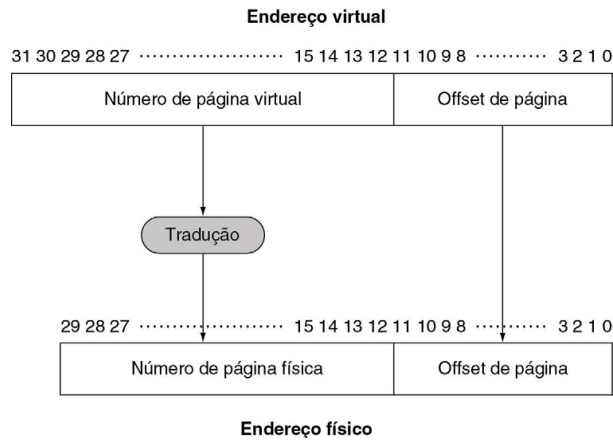 Endereço virtual
31 30 29 28 27 ..................... 15 14 13 12 11 10 9 8 .......... 3 2 1 0
Número de página virtual Offset de página
Tradução
29 28 27 ..................... 15 14 13 12 11 10 9 8 .......... 3 2 1 0
Número de página física Offset de página
Endereço físico